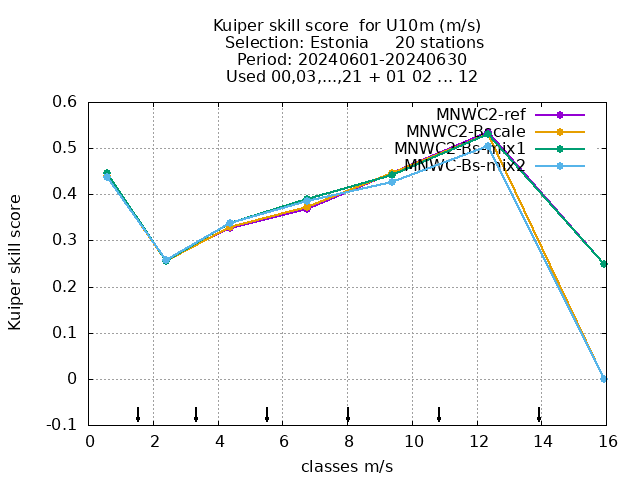 Kuiper skill score  for U10m (m/s)
Selection: Estonia     20 stations
Period: 20240601-20240630
Used 00,03,...,21 + 01 02 ... 12
MNWC2-ref
MNWC2-Bscale
MNWC2-Bs-mix1
MNWC-Bs-mix2
0.6
0.5
0.4
0.3
0.2
0.1
0
-0.1
Kuiper skill score
0 2 4 6 8 10 12 14 16
classes m/s